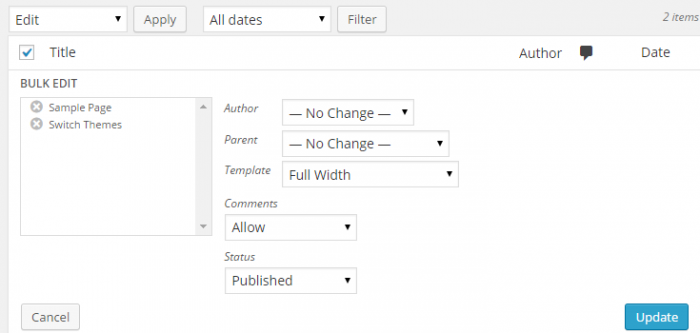 Edit Apply All dates Filter 2 items
Title Author Date
BULK EDIT
Sample Page
Switch Themes
Author — No Change —
Parent — No Change —
Template Full Width
Comments
Allow
Status
Published
Cancel Update